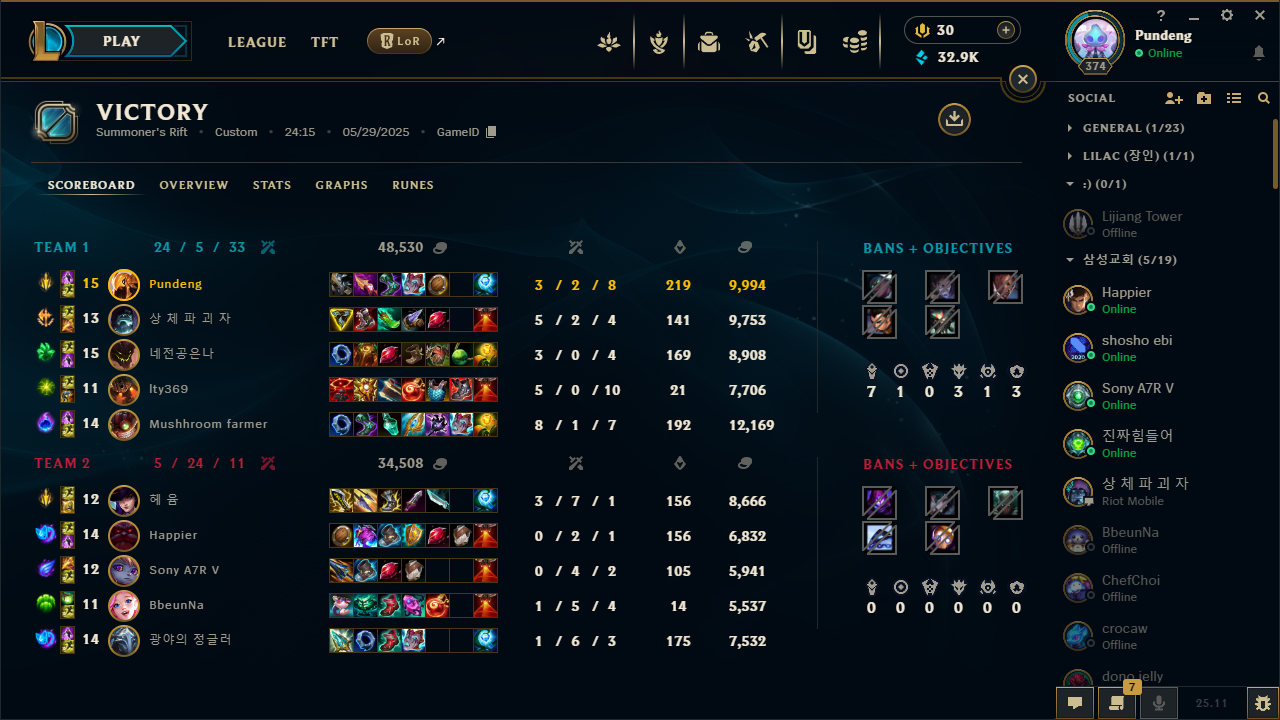 PLAY
LEAGUE
TFT
LoR
30
32.9K
?
Pundeng
Online
374
VICTORY
Summoner's Rift • Custom • 24:15 • 05/29/2025 • GameID
SCOREBOARD OVERVIEW STATS GRAPHS RUNES
TEAM 1 24 / 5 / 33 48,530
15 Pundeng 3 / 2 / 8 219 9,994
13 상 체 파 괴 자 5 / 2 / 4 141 9,753
15 네전공은나 3 / 0 / 4 169 8,908
11 lty369 5 / 0 / 10 21 7,706
14 Mushhroom farmer 8 / 1 / 7 192 12,169
BANS + OBJECTIVES
7 1 0 3 1 3
TEAM 2 5 / 24 / 11 34,508
12 헤 윰 3 / 7 / 1 156 8,666
14 Happier 0 / 2 / 1 156 6,832
12 Sony A7R V 0 / 4 / 2 105 5,941
11 BbeunNa 1 / 5 / 4 14 5,537
14 광야의 정글러 1 / 6 / 3 175 7,532
BANS + OBJECTIVES
0 0 0 0 0 0
SOCIAL
GENERAL (1/23)
LILAC (장인) (1/1)
:) (0/1)
Lijiang Tower
Offline
삼성교회 (5/19)
Happier
Online
shosho ebi
Online
2020
Sony A7R V
Online
진짜힘들어
Online
상 체 파 괴 자
Riot Mobile
BbeunNa
Offline
ChefChoi
Offline
crocaw
Offline
dono jelly
7
25.11